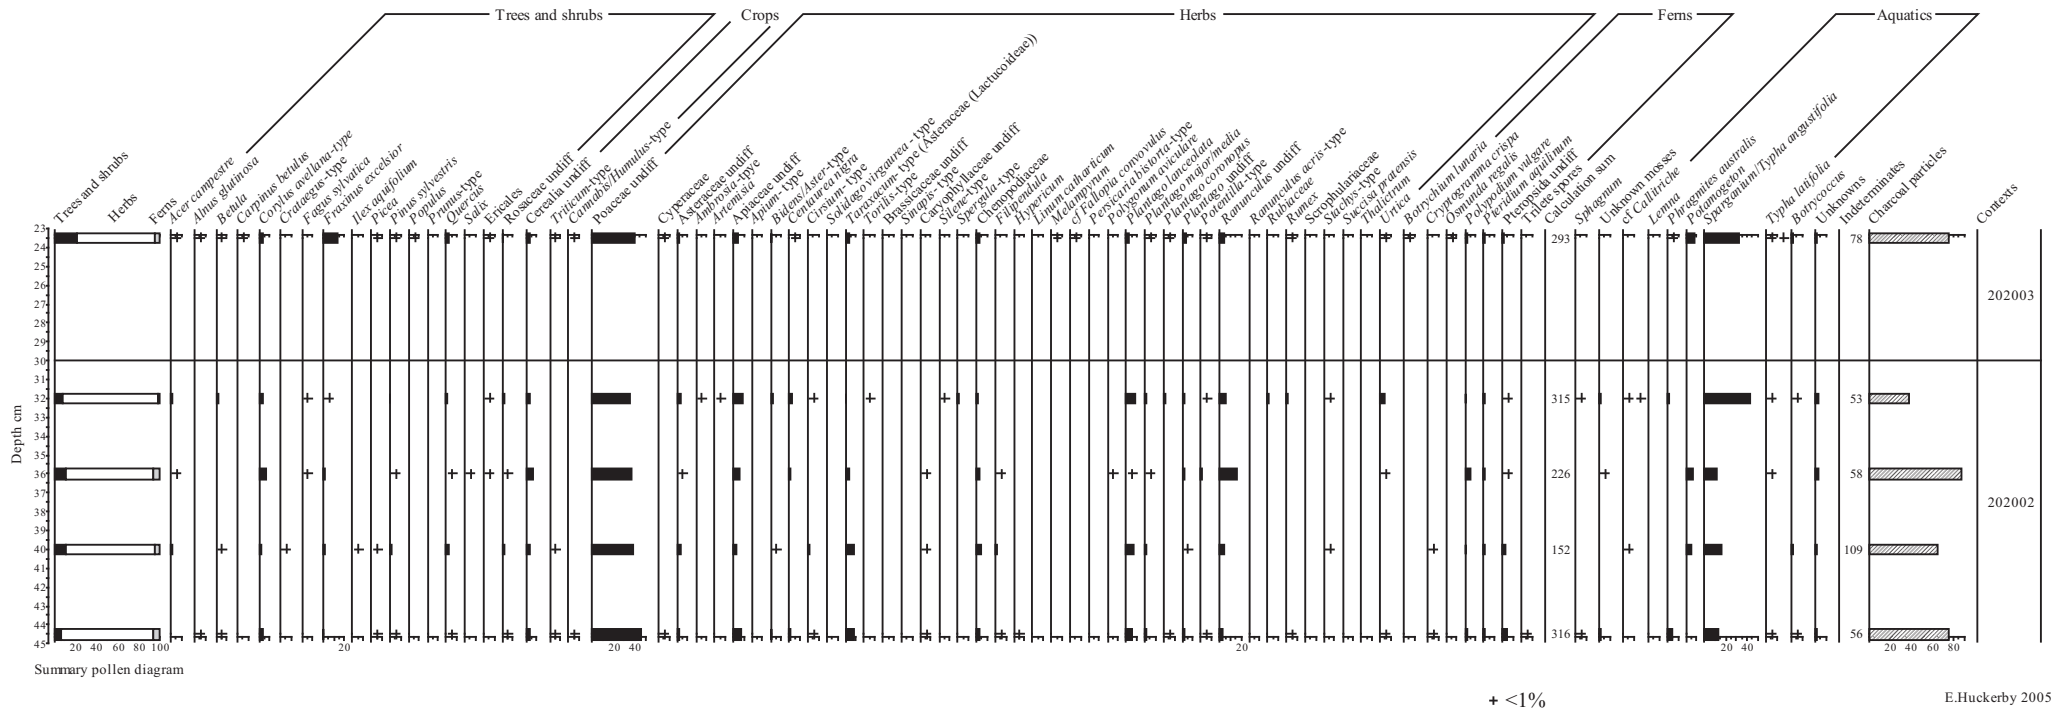 Trees and shrubs
Crops
Herbs
Ferns
Aquatics
Trees and shrubs
Herbs
Ferns
Acer campestre
Alnus glutinosa
Betula
Carpinus betulus
Corylus avellana-type
Crataegus-type
Fagus sylvatica
Fraxinus excelsior
Ilex aquifolium
Picea
Pinus sylvestris
Populus
Prunus-type
Quercus
Salix
Ericales
Rosaceae undiff
Cerealia undiff
Triticum-type
Cannabis/Humulus-type
Poaceae undiff
Cyperaceae
Asteraceae undiff
Ambrosia-tpye
Artemisia
Apiaceae undiff
Apium- type
Bidens/Aster-type
Centaurea nigra
Cirsium-type
Solidago virgaurea - type
Taraxacum- type (Asteraceae (Lactucoideae))
Torilis-type
Brassicaceae undiff
Sinapis-type
Caryophyllaceae undiff
Silene-type
Spergula-type
Chenopodiaceae
Filipendula
Hypericum
Linum catharticum
Melampyrum
cf Fallopia convolvulus
Persicaria bistorta-type
Polygonum aviculare
Plantago lanceolata
Plantago major/media
Plantago coronopus
Plantago undiff
Potentilla-type
Ranunculus undiff
Ranunculus acris-type
Rubiaceae
Rumex
Scrophulariaceae
Stachys-type
Succisa pratensis
Thalictrum
Urtica
Botrychium lunaria
Cryptogramma crispa
Osmunda regalis
Polypodium vulgare
Pteridium aquilinum
Pteropsida undiff
Trilete spores
Calculation sum
Sphagnum
Unknown mosses
cf Callitriche
Lemna
Phragmites australis
Potamogeton
Sparganium/Typha angustifolia
Typha latifolia
Botryoccus
Unknowns
Indeterminates
Charcoal particles
Contexts
Depth cm
23
24
25
26
27
28
29
30
31
32
33
34
35
36
37
38
39
40
41
42
43
44
45
293
78
202003
315
53
226
58
202002
152
109
316
56
20 40 60 80 100
20
20 40
20
20 40
20 40 60 80
Summary pollen diagram
+ <1%
E.Huckerby 2005